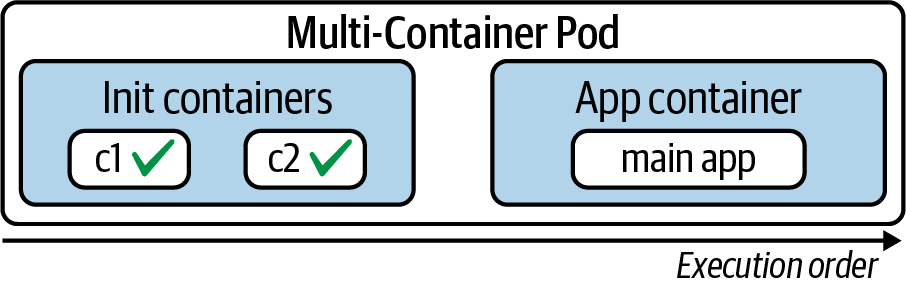 Multi-Container Pod
Init containers
c1
c2
App container
main app
Execution order